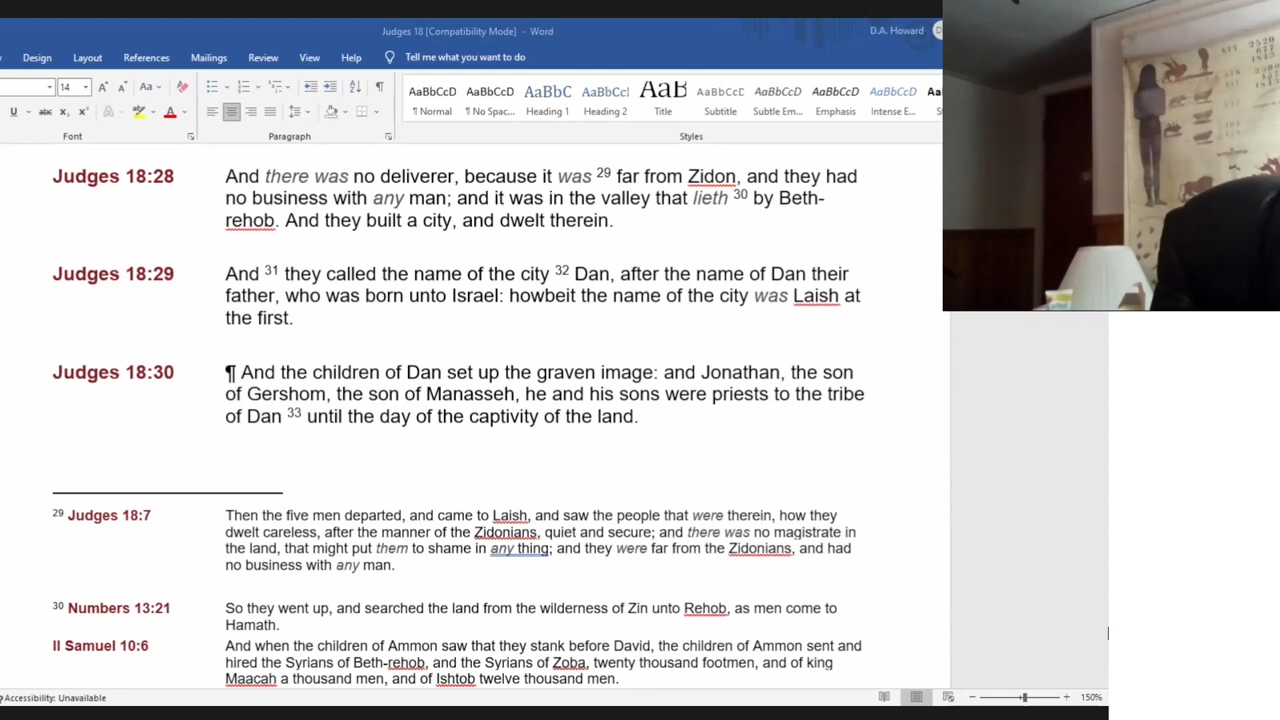 Judges 18 [Compatibility Mode] - Word
D.A. Howard
Design Layout References Mailings Review View Help Tell me what you want to do
14 Aa
U abc x₂ x² A A
AaBbCcD AaBbCcD AaBbC AaBbCc AaB AaBbCcD AaBbCcD AaBbCcD AaBbCcD
¶ Normal ¶ No Spac... Heading 1 Heading 2 Title Subtitle Subtle Em... Emphasis Intense E...
Font Paragraph Styles
Judges 18:28 And there was no deliverer, because it was 29 far from Zidon, and they had
no business with any man; and it was in the valley that lieth 30 by Beth-
rehob. And they built a city, and dwelt therein.
Judges 18:29 And 31 they called the name of the city 32 Dan, after the name of Dan their
father, who was born unto Israel: howbeit the name of the city was Laish at
the first.
Judges 18:30 ¶ And the children of Dan set up the graven image: and Jonathan, the son
of Gershom, the son of Manasseh, he and his sons were priests to the tribe
of Dan 33 until the day of the captivity of the land.
29 Judges 18:7 Then the five men departed, and came to Laish, and saw the people that were therein, how they
dwelt careless, after the manner of the Zidonians, quiet and secure; and there was no magistrate in
the land, that might put them to shame in any thing; and they were far from the Zidonians, and had
no business with any man.
30 Numbers 13:21 So they went up, and searched the land from the wilderness of Zin unto Rehob, as men come to
Hamath.
II Samuel 10:6 And when the children of Ammon saw that they stank before David, the children of Ammon sent and
hired the Syrians of Beth-rehob, and the Syrians of Zoba, twenty thousand footmen, and of king
Maacah a thousand men, and of Ishtob twelve thousand men.
Accessibility: Unavailable
150%
677 2520